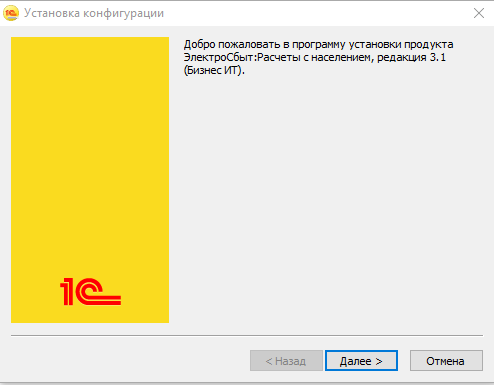 Установка конфигурации
Добро пожаловать в программу установки продукта
ЭлектроСбыт:Расчеты с населением, редакция 3.1
(Бизнес ИТ).
1С
< Назад
Далее >
Отмена